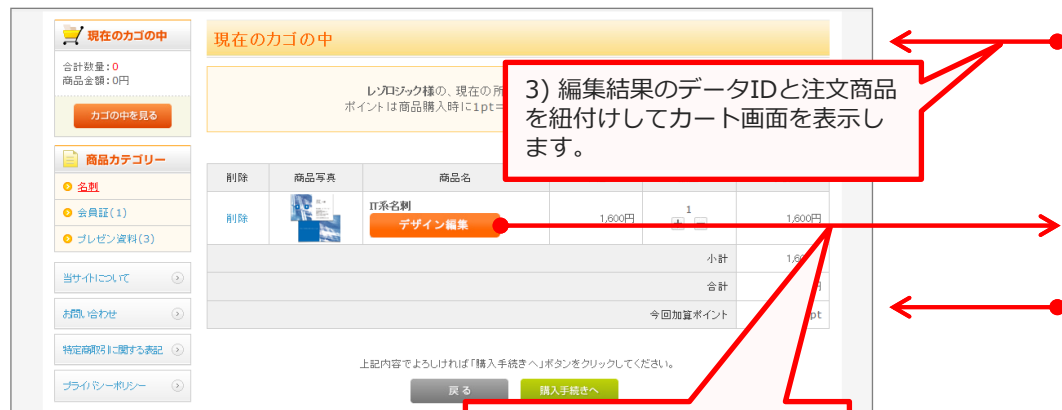 現在のカゴの中
合計数量:0
商品金額:0円
カゴの中を見る
商品カテゴリー
名刺
会員証(1)
プレゼン資料(3)
当サイトについて
お問い合わせ
特定商取引に関する表記
プライバシーポリシー
現在のカゴの中
レゾロジック様の、現在の所
ポイントは商品購入時に1pt=
3) 編集結果のデータIDと注文商品
を紐付けしてカート画面を表示し
ます。
削除 商品写真 商品名
削除 IT系名刺 デザイン編集 1,600円 1 1,600円
小計 1,60
合計
今回加算ポイント pt
上記内容でよろしければ「購入手続きへ」ボタンをクリックしてください。
戻る 購入手続きへ